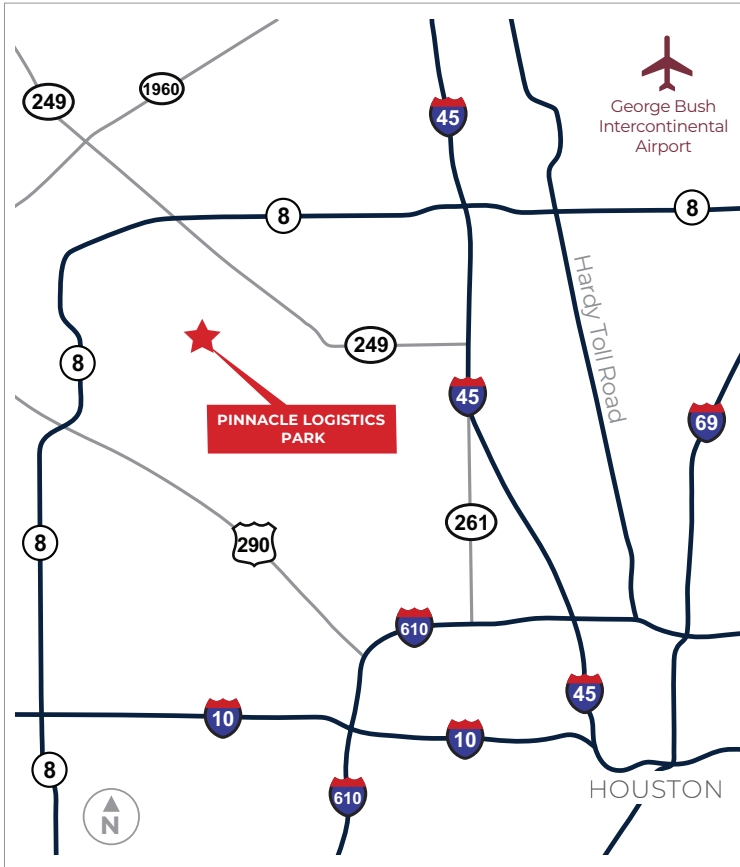 249
1960
45
George Bush
Intercontinental
Airport
8
8
Hardy Toll Road
249
8
45
PINNACLE LOGISTICS
PARK
69
261
8
290
610
45
10
10
8
610
HOUSTON
N